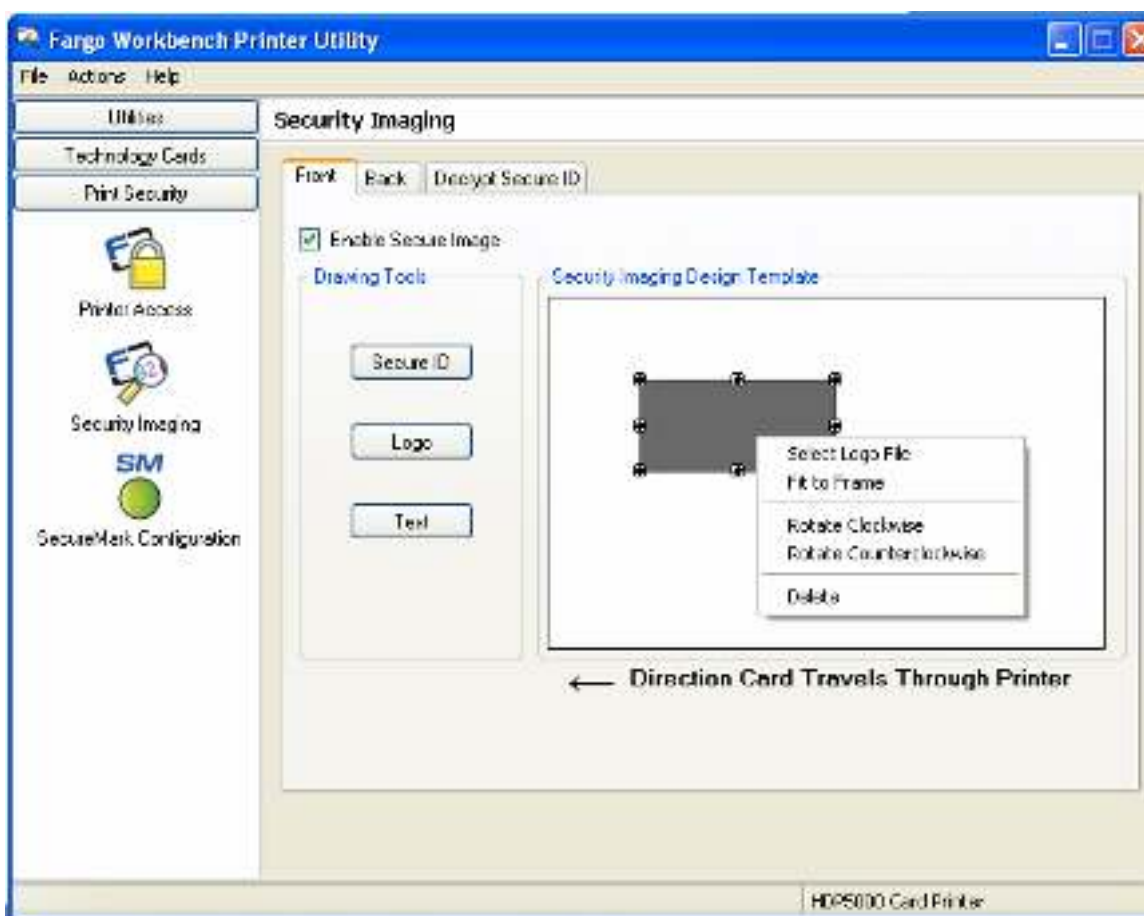 Fargo Workbench Printer Utility
File Actions Help
Utilities
Technology Cards
Print Security
Printer Access
Security Imaging
SM
SecureMark Configuration
Security Imaging
Front Back Decrypt Secure ID
Enable Secure Image
Drawing Tools
Secure ID
Logo
Text
Security Imaging Design Template
Select Logo File
Fit to Frame
Rotate Clockwise
Rotate Counterclockwise
Delete
← Direction Card Travels Through Printer
HDP5000 Card Printer